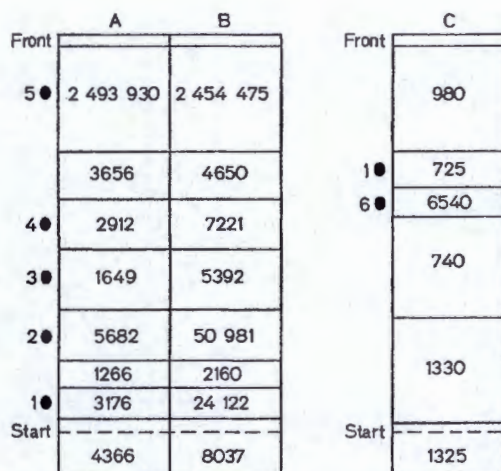 A B
Front
5 2 493 930 2 454 475
3656 4650
4 2912 7221
3 1649 5392
2 5682 50 981
1266 2160
1 3176 24 122
Start
4366 8037
C
Front
980
1 725
6 6540
740
1330
Start
1325